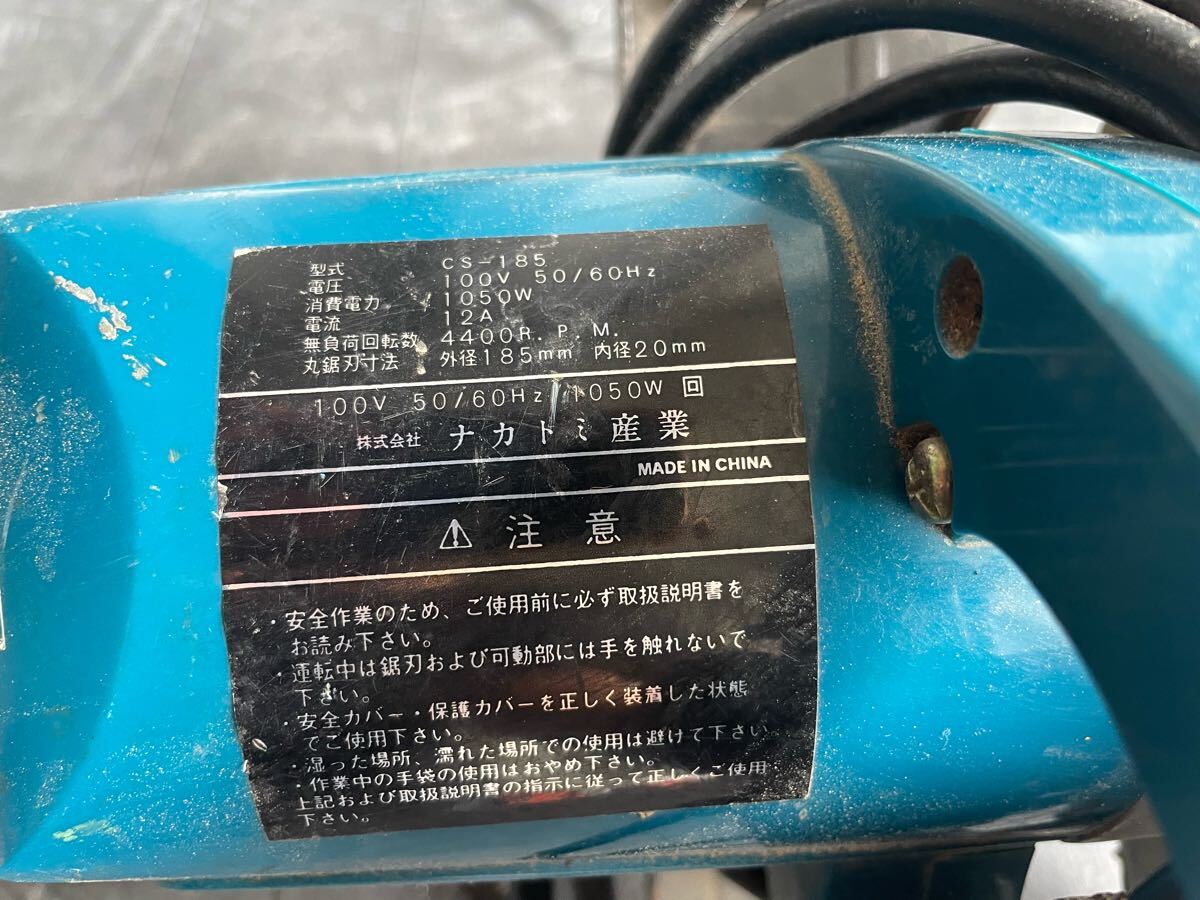 型式 CS-185
電圧 100V 50/60Hz
消費電力 1050W
電流 12A
無負荷回転数 4400R.P.M.
丸鋸刃寸法 外径185mm 内径20mm
100V 50/60Hz 1050W 回
株式会社 ナカトミ産業
MADE IN CHINA
⚠ 注意
・安全作業のため、ご使用前に必ず取扱説明書を
お読み下さい。
・運転中は鋸刃および可動部には手を触れないで
下さい。
・安全カバー・保護カバーを正しく装着した状態
でご使用下さい。
・湿った場所、濡れた場所での使用は避けて下さい。
・作業中の手袋の使用はおやめ下さい。
上記および取扱説明書の指示に従って正しくご使用
下さい。